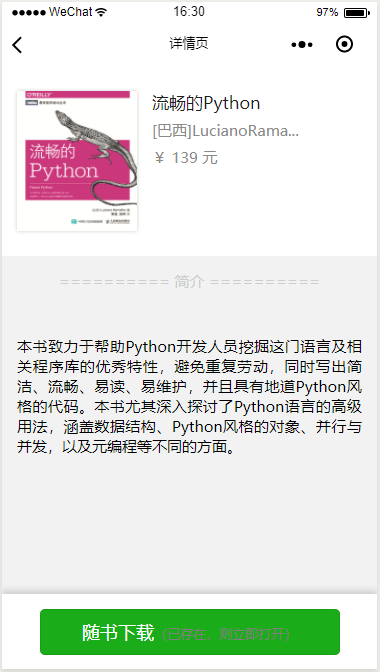 ●●●●● WeChat 16:30 97%
详情页
O'REILLY
流畅的
Python
流畅的Python
[巴西]LucianoRama...
￥ 139 元
========== 简介 ==========
本书致力于帮助Python开发人员挖掘这门语言及相
关程序库的优秀特性，避免重复劳动，同时写出简
洁、流畅、易读、易维护，并且具有地道Python风
格的代码。本书尤其深入探讨了Python语言的高级
用法，涵盖数据结构、Python风格的对象、并行与
并发，以及元编程等不同的方面。
随书下载（已存在，则立即打开）